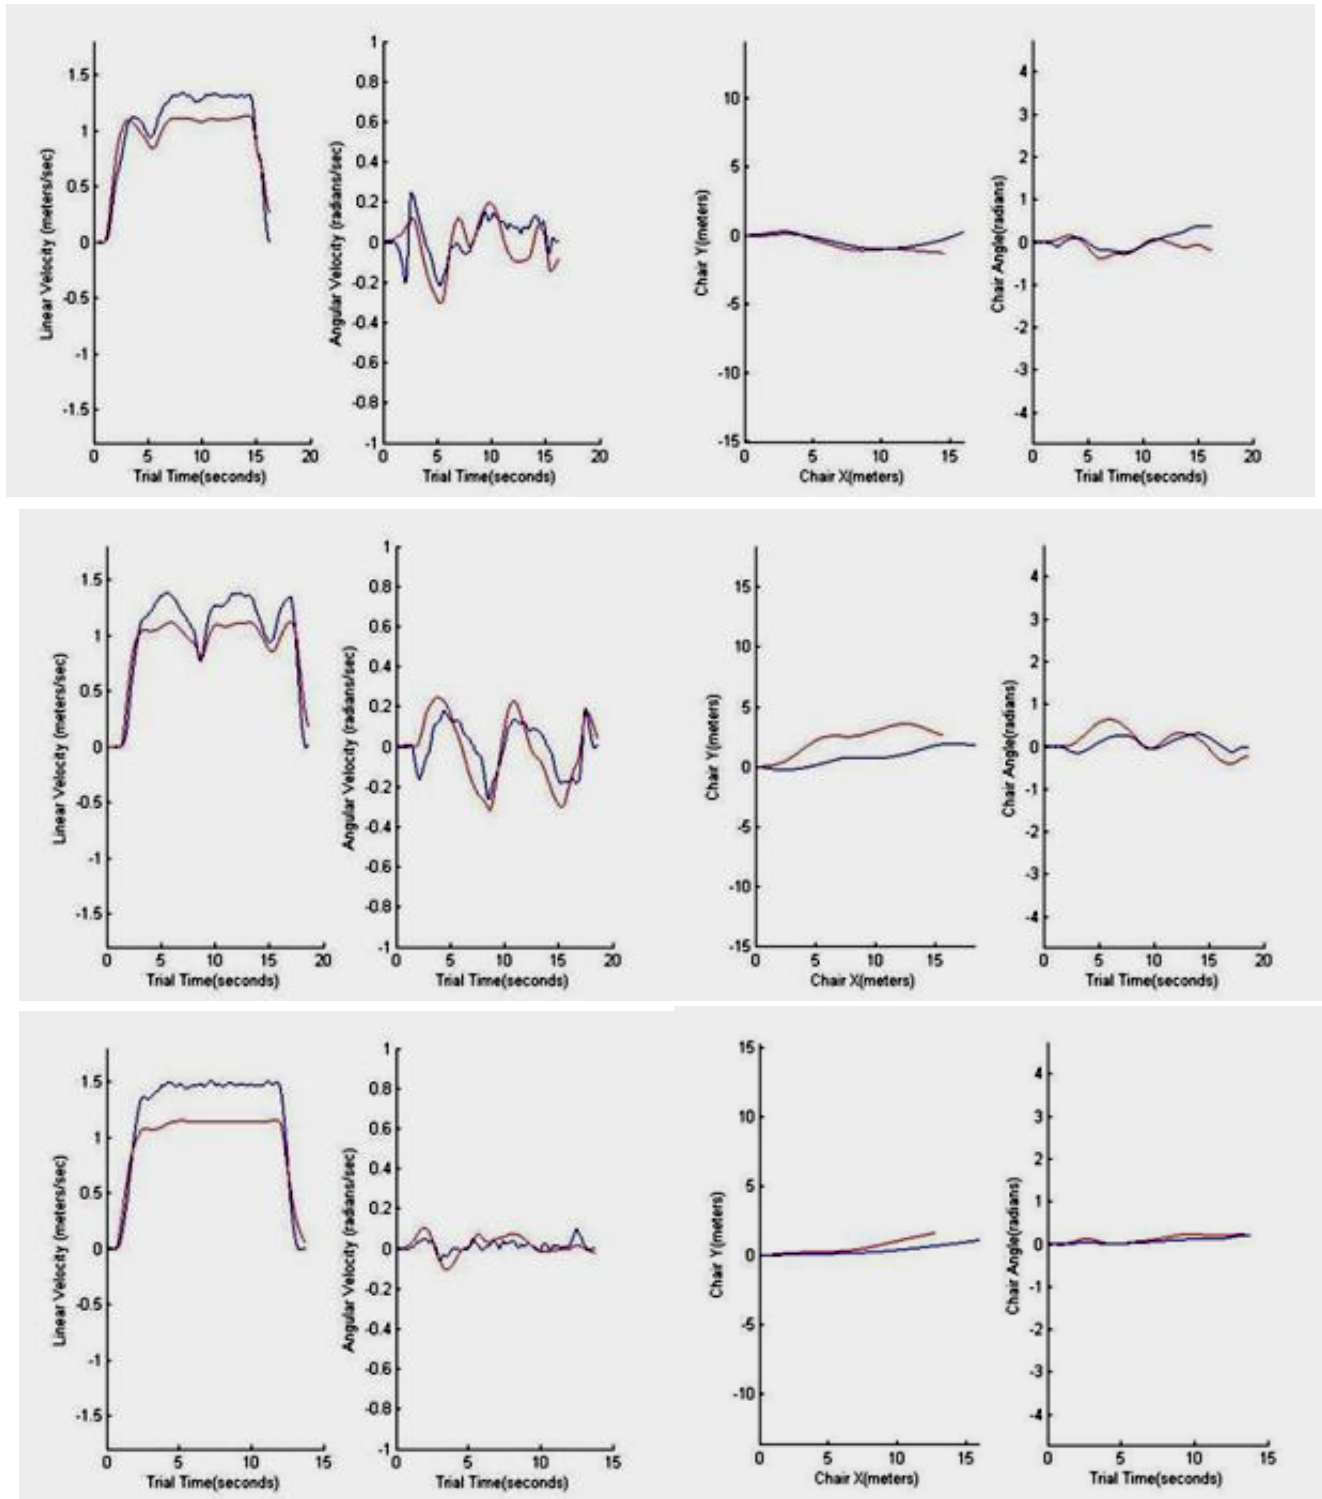 Linear Velocity (meters/sec)
1.5
1
0.5
0
-0.5
-1
-1.5
0 5 10 15 20
Trial Time(seconds)
Angular Velocity (radians/sec)
1
0.8
0.6
0.4
0.2
0
-0.2
-0.4
-0.6
-0.8
-1
0 5 10 15 20
Trial Time(seconds)
Chair Y(meters)
10
5
0
-5
-10
-15
0 5 10 15
Chair X(meters)
Chair Angle(radians)
4
3
2
1
0
-1
-2
-3
-4
0 5 10 15 20
Trial Time(seconds)
Linear Velocity (meters/sec)
1.5
1
0.5
0
-0.5
-1
-1.5
0 5 10 15 20
Trial Time(seconds)
Angular Velocity (radians/sec)
1
0.8
0.6
0.4
0.2
0
-0.2
-0.4
-0.6
-0.8
-1
0 5 10 15 20
Trial Time(seconds)
Chair Y(meters)
15
10
5
0
-5
-10
-15
0 5 10 15
Chair X(meters)
Chair Angle(radians)
4
3
2
1
0
-1
-2
-3
-4
0 5 10 15 20
Trial Time(seconds)
Linear Velocity (meters/sec)
1.5
1
0.5
0
-0.5
-1
-1.5
0 5 10 15
Trial Time(seconds)
Angular Velocity (radians/sec)
1
0.8
0.6
0.4
0.2
0
-0.2
-0.4
-0.6
-0.8
-1
0 5 10 15
Trial Time(seconds)
Chair Y(meters)
15
10
5
0
-5
-10
0 5 10 15
Chair X(meters)
Chair Angle(radians)
4
3
2
1
0
-1
-2
-3
-4
0 5 10 15
Trial Time(seconds)